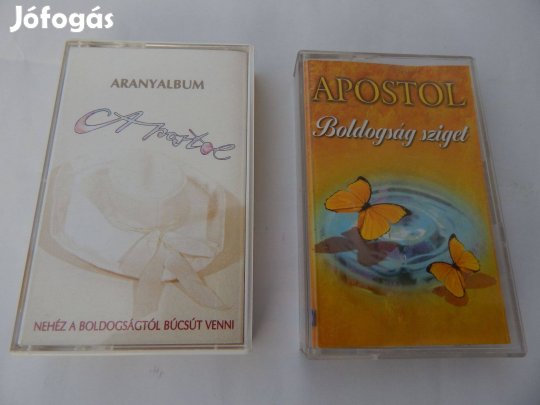 Jófogás
ARANYALBUM
Apostol
NEHÉZ A BOLDOGSÁGTÓL BÚCSÚT VENNI
APOSTOL
Boldogság sziget